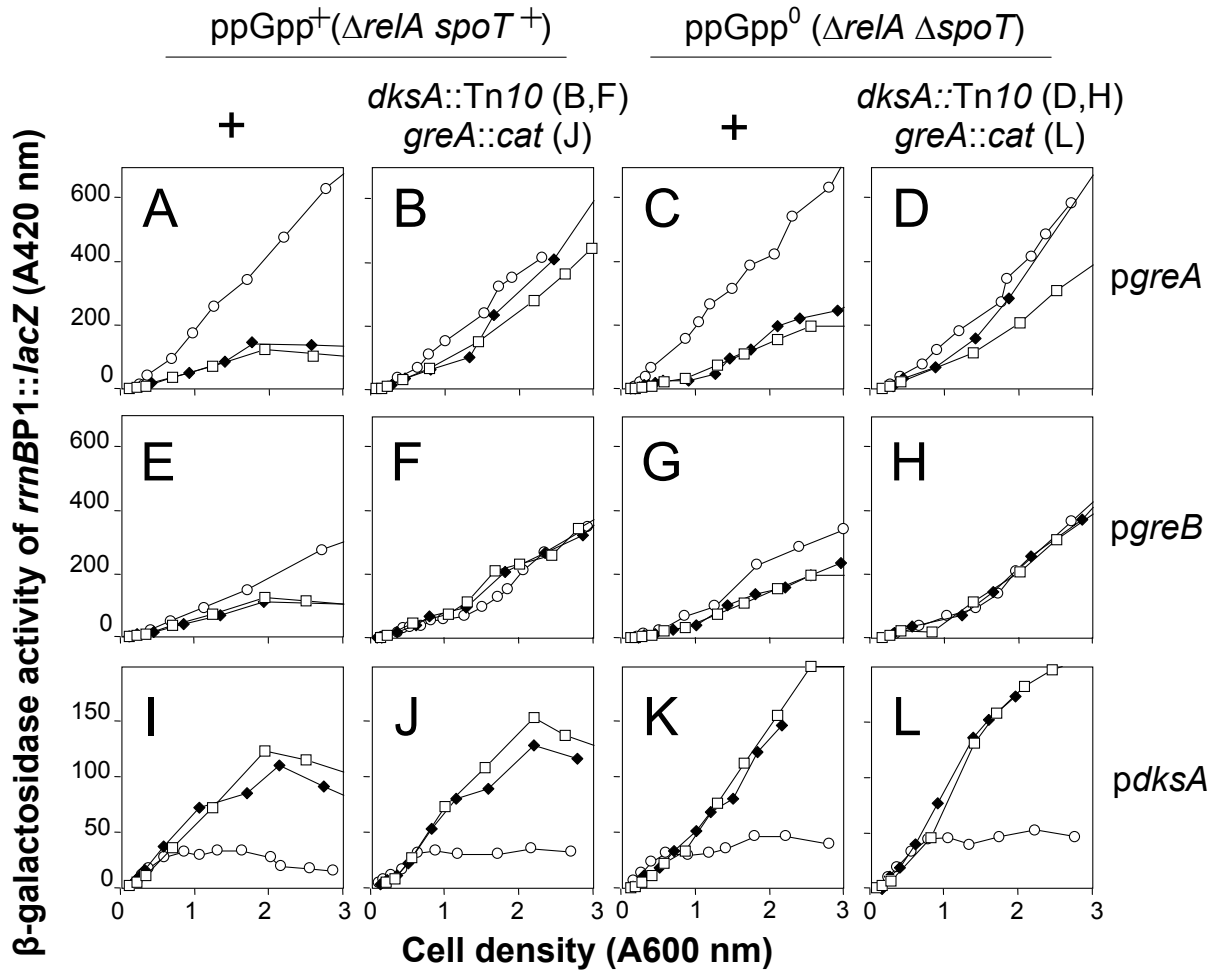 ppGpp⁺(ΔrelA spoT ⁺)
ppGpp⁰ (ΔrelA ΔspoT)
+
dksA::Tn10 (B,F)
greA::cat (J)
+
dksA::Tn10 (D,H)
greA::cat (L)
β-galactosidase activity of rrnBP1::lacZ (A420 nm)
600
400
200
0
A
B
C
D
pgreA
600
400
200
0
E
F
G
H
pgreB
150
100
50
0
I
J
K
L
pdksA
0 1 2 3 0 1 2 3 0 1 2 3 0 1 2 3
Cell density (A600 nm)